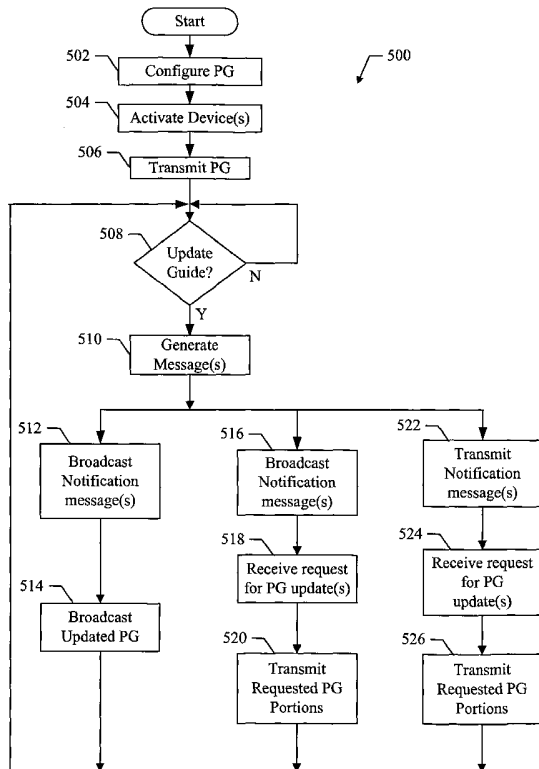 Start
500
502
Configure PG
504
Activate Device(s)
506
Transmit PG
508
Update
Guide?
N
Y
510
Generate
Message(s)
512
Broadcast
Notification
message(s)
514
Broadcast
Updated PG
516
Broadcast
Notification
message(s)
518
Receive request
for PG update(s)
520
Transmit
Requested PG
Portions
522
Transmit
Notification
message(s)
524
Receive request
for PG
update(s)
526
Transmit
Requested PG
Portions